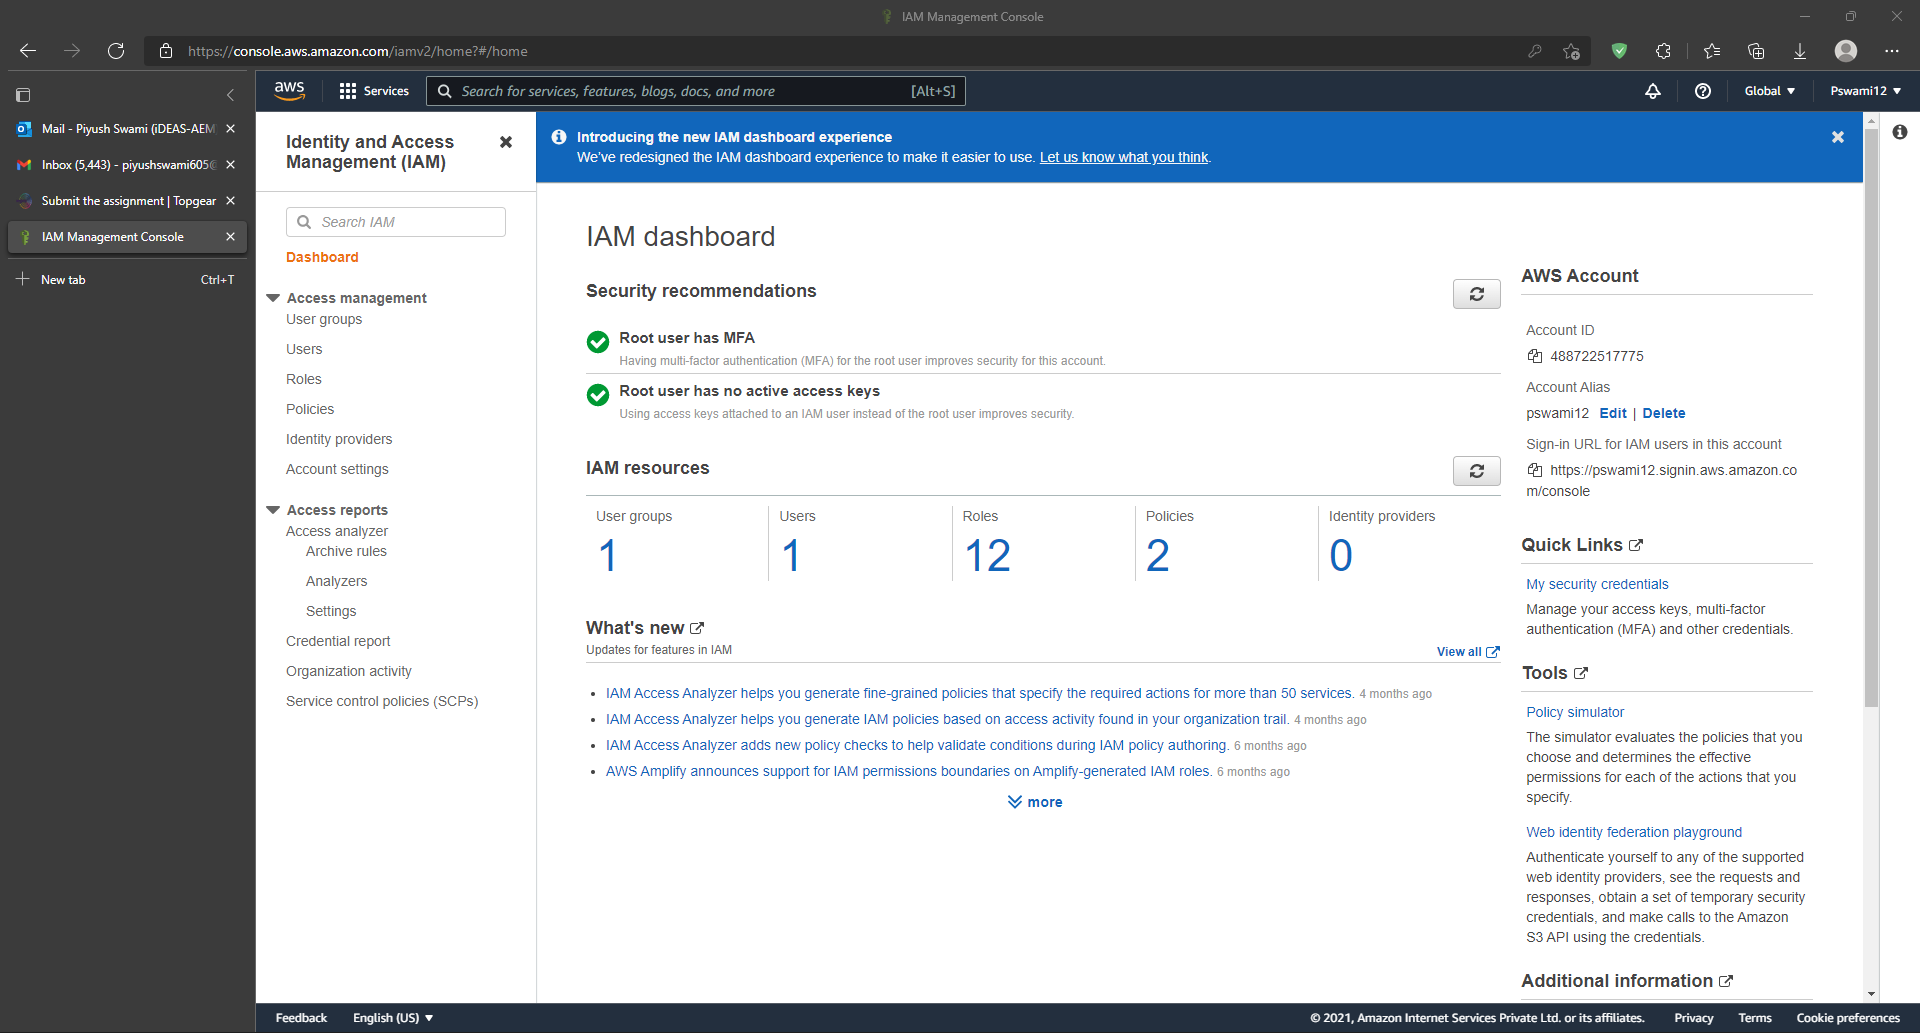 IAM Management Console
https://console.aws.amazon.com/iamv2/home?#/home
Mail - Piyush Swami (iDEAS-AEM
Inbox (5,443) - piyushswami605@
Submit the assignment | Topgear
IAM Management Console
New tab Ctrl+T
aws Services Search for services, features, blogs, docs, and more [Alt+S] Global Pswami12
Identity and Access
Management (IAM)
Search IAM
Dashboard
Access management
User groups
Users
Roles
Policies
Identity providers
Account settings
Access reports
Access analyzer
Archive rules
Analyzers
Settings
Credential report
Organization activity
Service control policies (SCPs)
Introducing the new IAM dashboard experience
We've redesigned the IAM dashboard experience to make it easier to use. Let us know what you think.
IAM dashboard
Security recommendations
Root user has MFA
Having multi-factor authentication (MFA) for the root user improves security for this account.
Root user has no active access keys
Using access keys attached to an IAM user instead of the root user improves security.
IAM resources
User groups Users Roles Policies Identity providers
1 1 12 2 0
What's new
Updates for features in IAM
View all
• IAM Access Analyzer helps you generate fine-grained policies that specify the required actions for more than 50 services. 4 months ago
• IAM Access Analyzer helps you generate IAM policies based on access activity found in your organization trail. 4 months ago
• IAM Access Analyzer adds new policy checks to help validate conditions during IAM policy authoring. 6 months ago
• AWS Amplify announces support for IAM permissions boundaries on Amplify-generated IAM roles. 6 months ago
more
AWS Account
Account ID
488722517775
Account Alias
pswami12 Edit | Delete
Sign-in URL for IAM users in this account
https://pswami12.signin.aws.amazon.co
m/console
Quick Links
My security credentials
Manage your access keys, multi-factor
authentication (MFA) and other credentials.
Tools
Policy simulator
The simulator evaluates the policies that you
choose and determines the effective
permissions for each of the actions that you
specify.
Web identity federation playground
Authenticate yourself to any of the supported
web identity providers, see the requests and
responses, obtain a set of temporary security
credentials, and make calls to the Amazon
S3 API using the credentials.
Additional information
Feedback English (US) © 2021, Amazon Internet Services Private Ltd. or its affiliates. Privacy Terms Cookie preferences